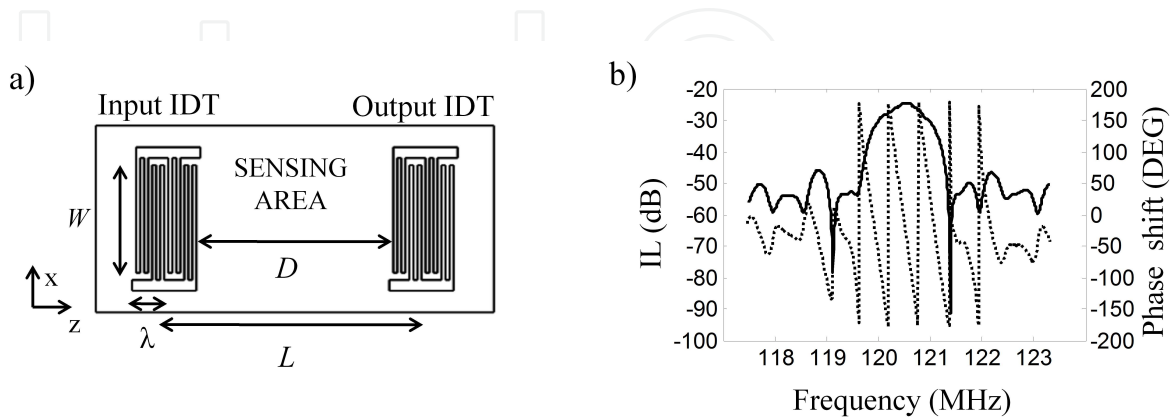 a)
Input IDT
Output IDT
SENSING
AREA
W
D
x
z
λ
L
b)
-20
-30
-40
-50
-60
-70
-80
-90
-100
IL (dB)
200
150
100
50
0
-50
-100
-150
-200
Phase shift (DEG)
118 119 120 121 122 123
Frequency (MHz)